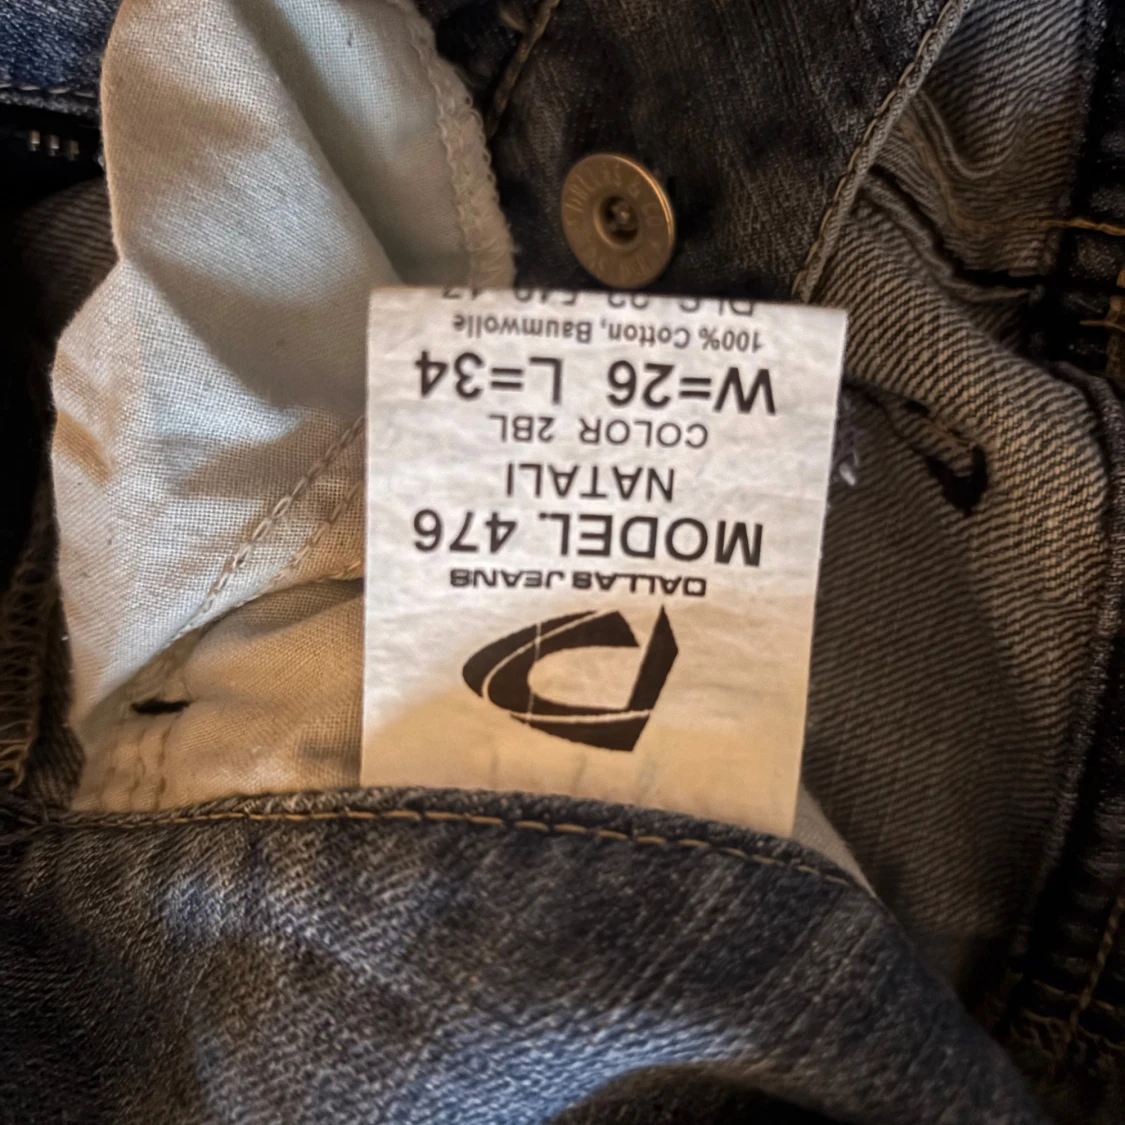 DALLAS JEANS
MODEL 476
NATALI
COLOR 2BL
W=26 L=34
100% Cotton, Baumwolle